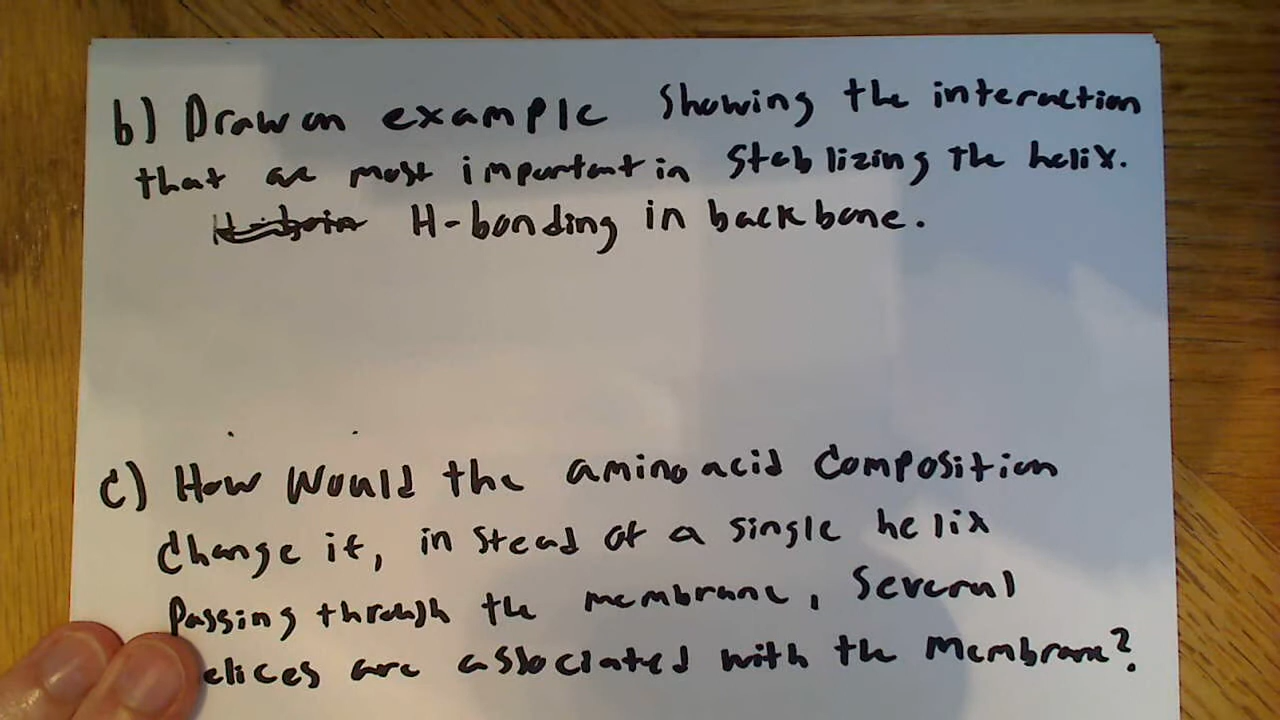 b) Draw an example showing the interaction
that are most important in Stablizing the helix.
H-bonding in backbone.
c) How Would the amino acid Composition
Change if, in stead of a single helix
Passing through the membrane, Several
elices are associated with the Membrane?